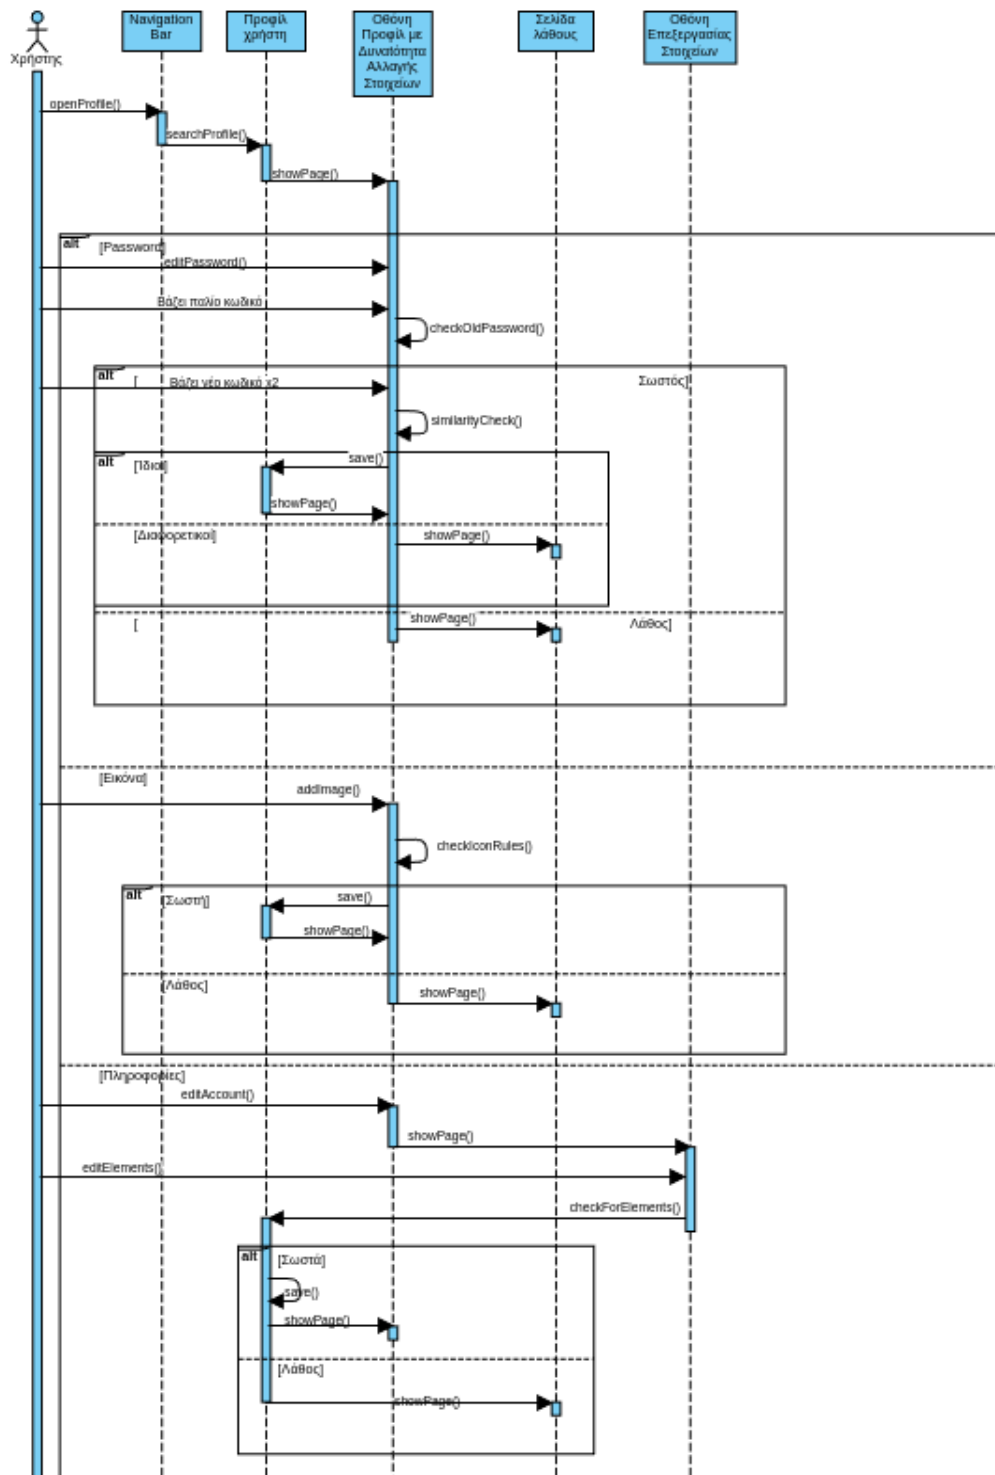 Χρήστης
Navigation
Bar
Προφίλ
χρήστη
Οθόνη
Προφίλ με
Δυνατότητα
Αλλαγής
Στοιχείων
Σελίδα
λάθους
Οθόνη
Επεξεργασίας
Στοιχείων
openProfile()
searchProfile()
showPage()
alt
[Password]
editPassword()
Βάζει παλιο κωδικό
checkOldPassword()
alt
[ Σωστός]
Βάζει νέο κωδικό x2
similarityCheck()
alt
[Ίδιοι]
save()
showPage()
[Διαφορετικοί]
showPage()
showPage()
[ Λάθος]
[Εικόνα]
addImage()
checkIconRules()
alt
[Σωστή]
save()
showPage()
[Λάθος]
showPage()
[Πληροφορίες]
editAccount()
showPage()
editElements()
checkForElements()
alt
[Σωστά]
save()
showPage()
[Λάθος]
showPage()